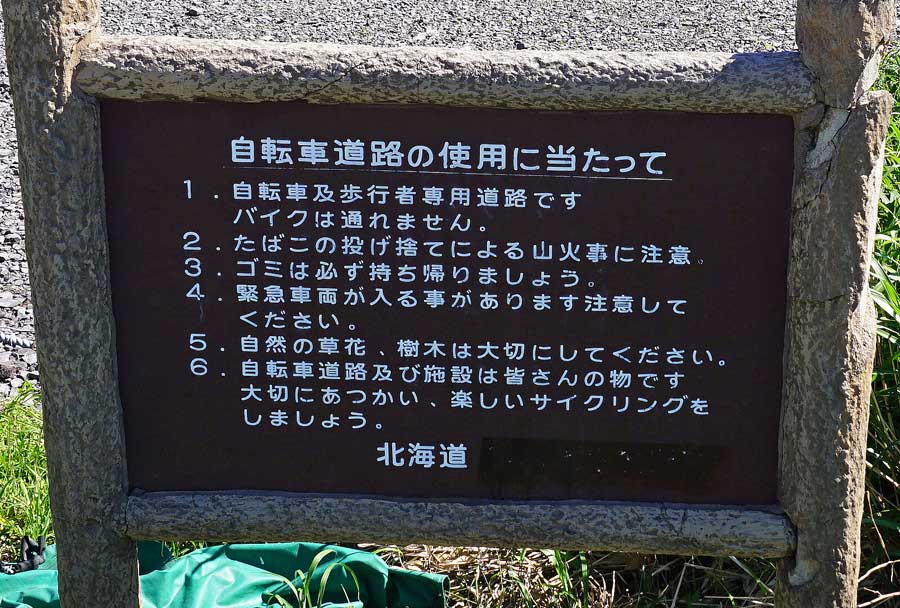 自転車道路の使用に当たって
1.自転車及歩行者専用道路です
バイクは通れません。
2.たばこの投げ捨てによる山火事に注意。
3.ゴミは必ず持ち帰りましょう。
4.緊急車両が入る事があります注意して
ください。
5.自然の草花、樹木は大切にしてください。
6.自転車道路及び施設は皆さんの物です
大切にあつかい、楽しいサイクリングを
しましょう。
北海道